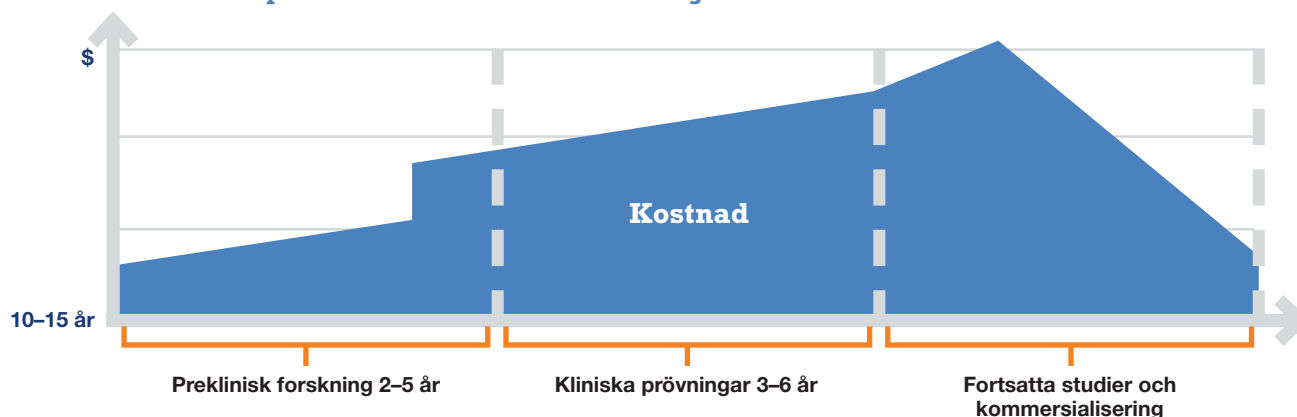 $
Kostnad
10–15 år
Preklinisk forskning 2–5 år
Kliniska prövningar 3–6 år
Fortsatta studier och
kommersialisering